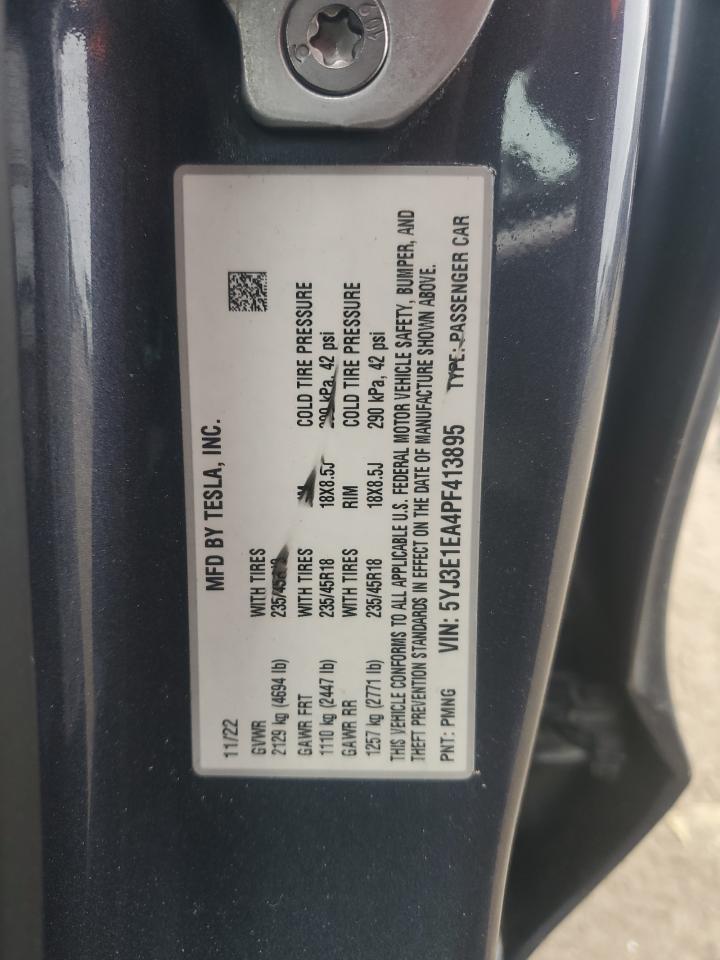 MFD BY TESLA, INC.
11/22
GVWR WITH TIRES
2129 kg (4694 lb)
GAWR FRT WITH TIRES COLD TIRE PRESSURE
1110 kg (2447 lb) 235/45R18 18X8.5J kPa, 42 psi
GAWR RR WITH TIRES RIM COLD TIRE PRESSURE
1257 kg (2771 lb) 235/45R18 18X8.5J 290 kPa, 42 psi
THIS VEHICLE CONFORMS TO ALL APPLICABLE U.S. FEDERAL MOTOR VEHICLE SAFETY, BUMPER, AND
THEFT PREVENTION STANDARDS IN EFFECT ON THE DATE OF MANUFACTURE SHOWN ABOVE.
PNT: PMNG VIN: 5YJ3E1EA4PF413895 TYPE: PASSENGER CAR